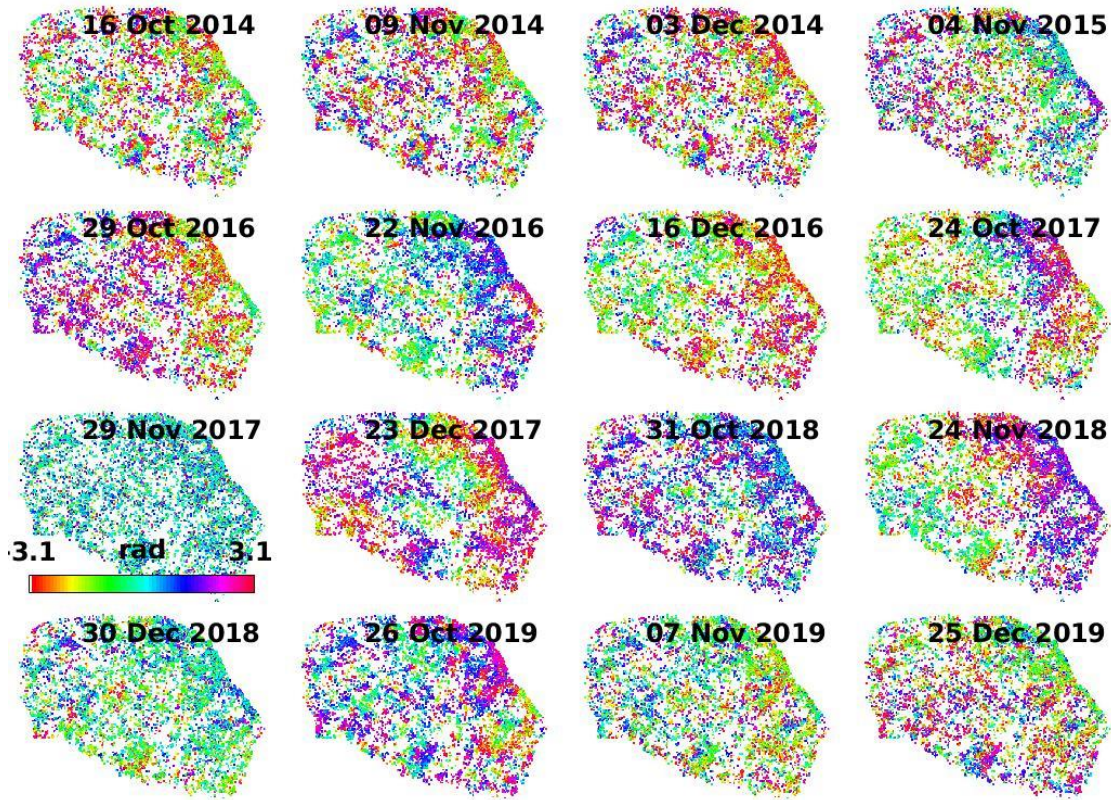 16 Oct 2014 09 Nov 2014 03 Dec 2014 04 Nov 2015
29 Oct 2016 22 Nov 2016 16 Dec 2016 24 Oct 2017
29 Nov 2017 23 Dec 2017 31 Oct 2018 24 Nov 2018
-3.1 rad 3.1
30 Dec 2018 26 Oct 2019 07 Nov 2019 25 Dec 2019